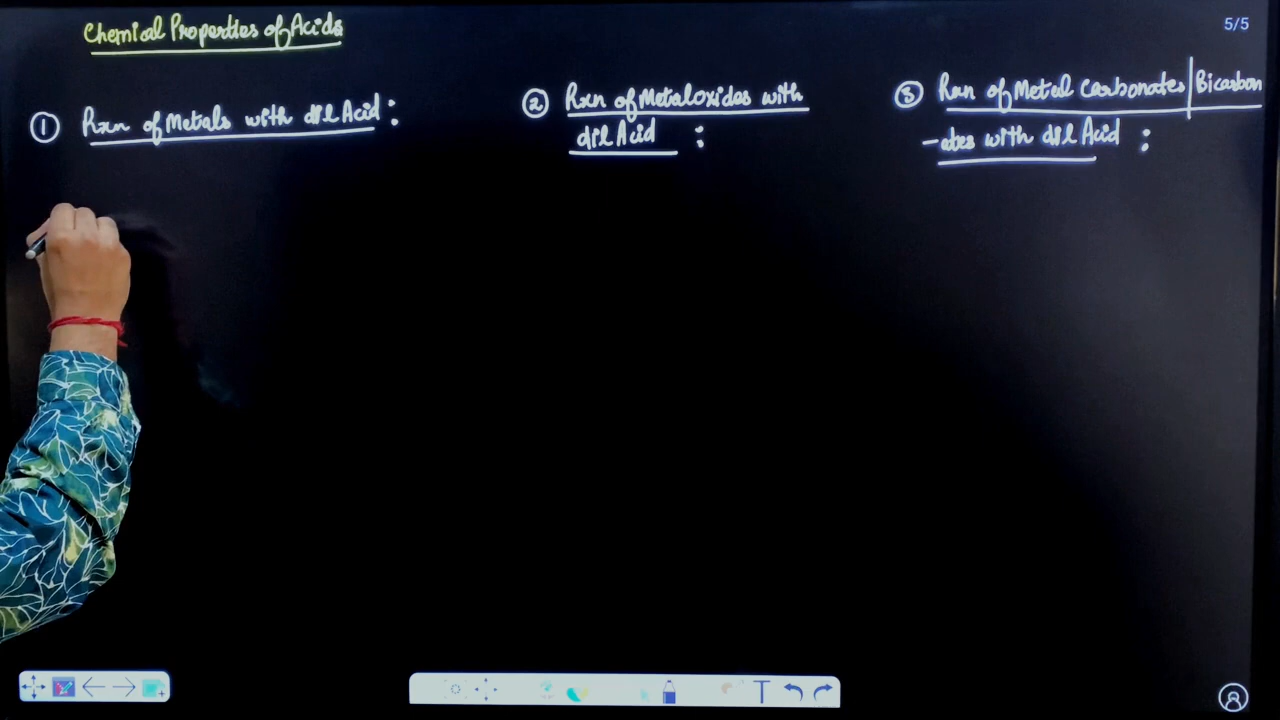 Chemical Properties of Acids
5/5
① Rxn of Metals with dil Acid :
② Rxn of Metaloxides with
dil Acid :
③ Rxn of Metal Carbonates | Bicarbon
-ates with dil Acid :
T